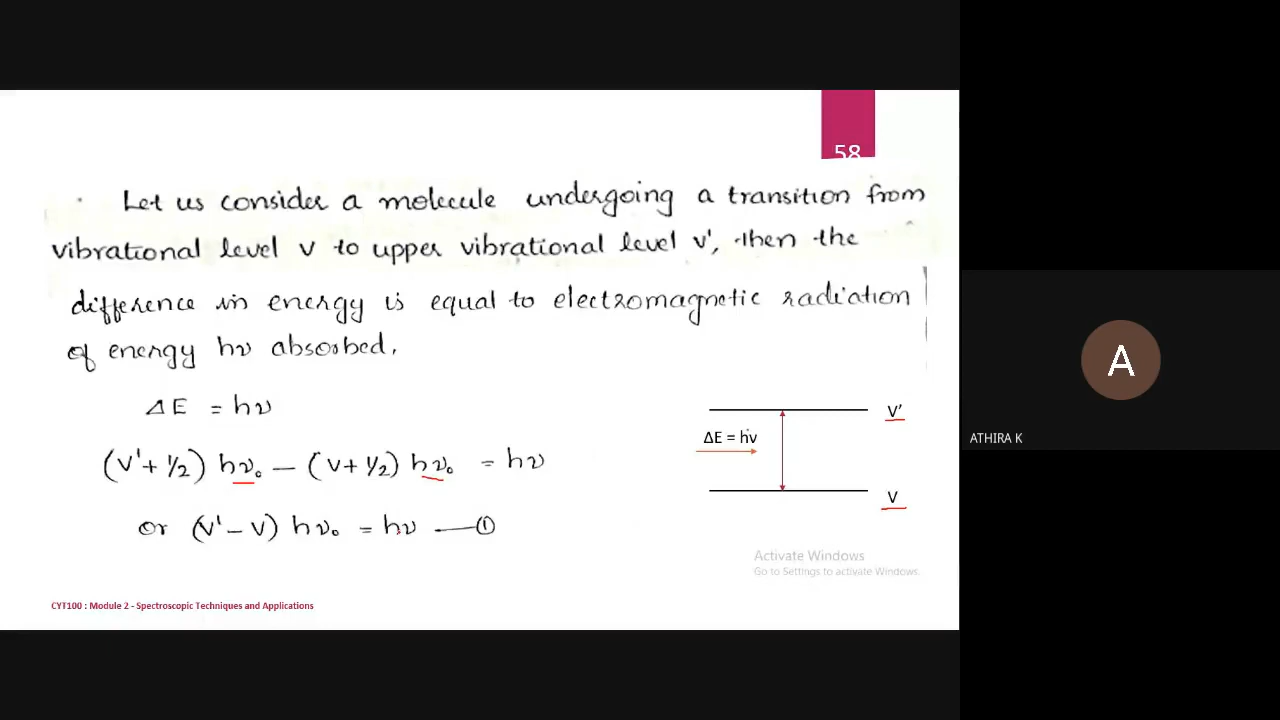 58
Let us consider a molecule undergoing a transition from
vibrational level v to upper vibrational level v', then the
difference in energy is equal to electromagnetic radiation
of energy hν absorbed.
ΔE = hν
(v'+ 1/2) hν₀ — (v+ 1/2) hν₀ = hν
or (v'- v) hν₀ = hν —①
V’
ΔE = hν
V
Activate Windows
Go to Settings to activate Windows.
CYT100 : Module 2 - Spectroscopic Techniques and Applications
A
ATHIRA K